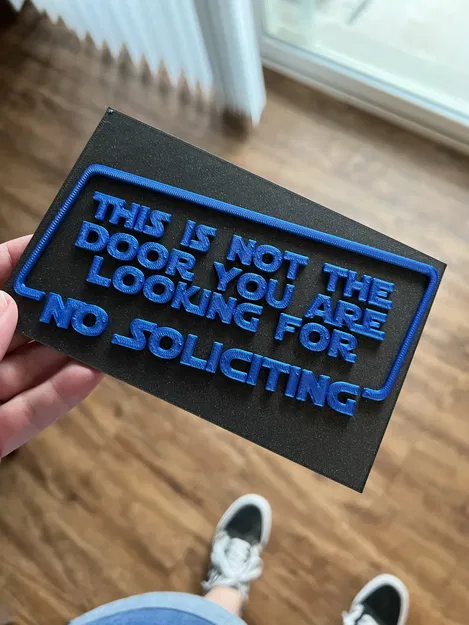 THIS IS NOT THE
DOOR YOU ARE
LOOKING FOR
NO SOLICITING